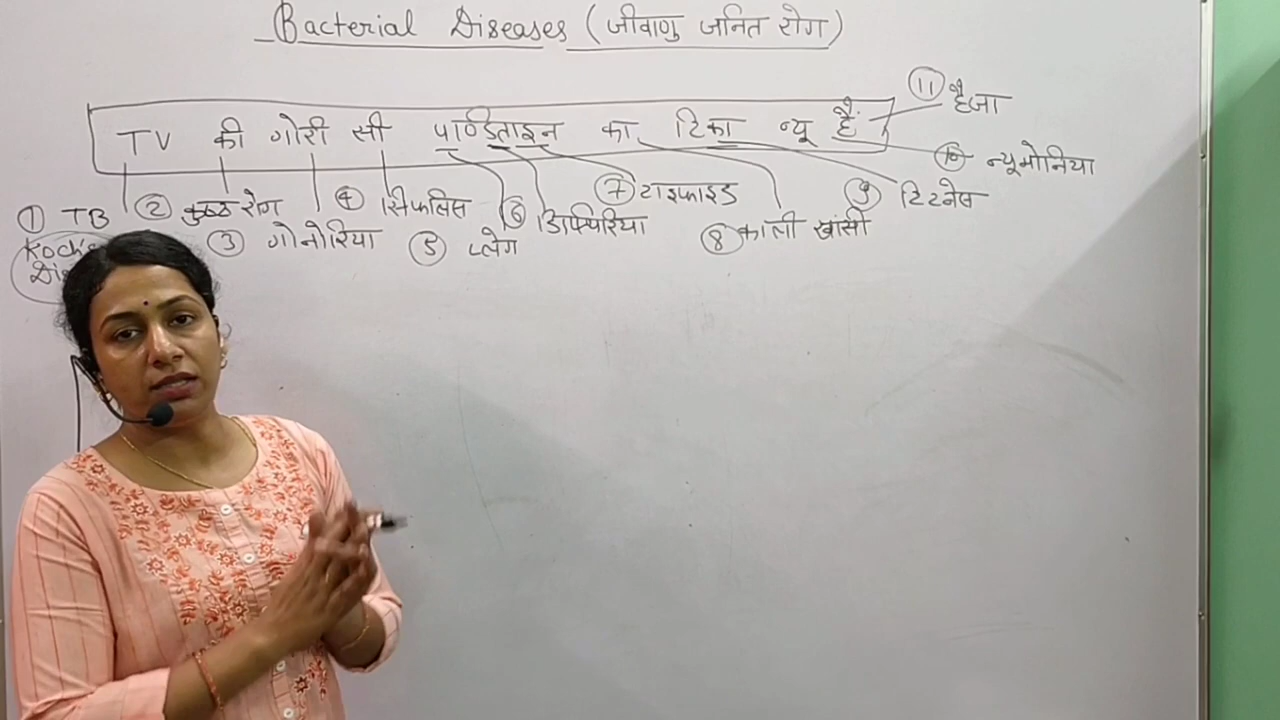 Bacterial Diseases (जीवाणु जनित रोग)
TV की गोरी सी पाण्डिताइन का टिका न्यू हैं
⑪ हैजा
⑩ न्यूमोनिया
① TB
② कुष्ठ रोग
③ गोनोरिया
④ सिफलिस
⑤ प्लेग
⑥ डिप्थिरिया
⑦ टाइफाइड
⑧ काली खांसी
⑨ टिटनेस
Koch's